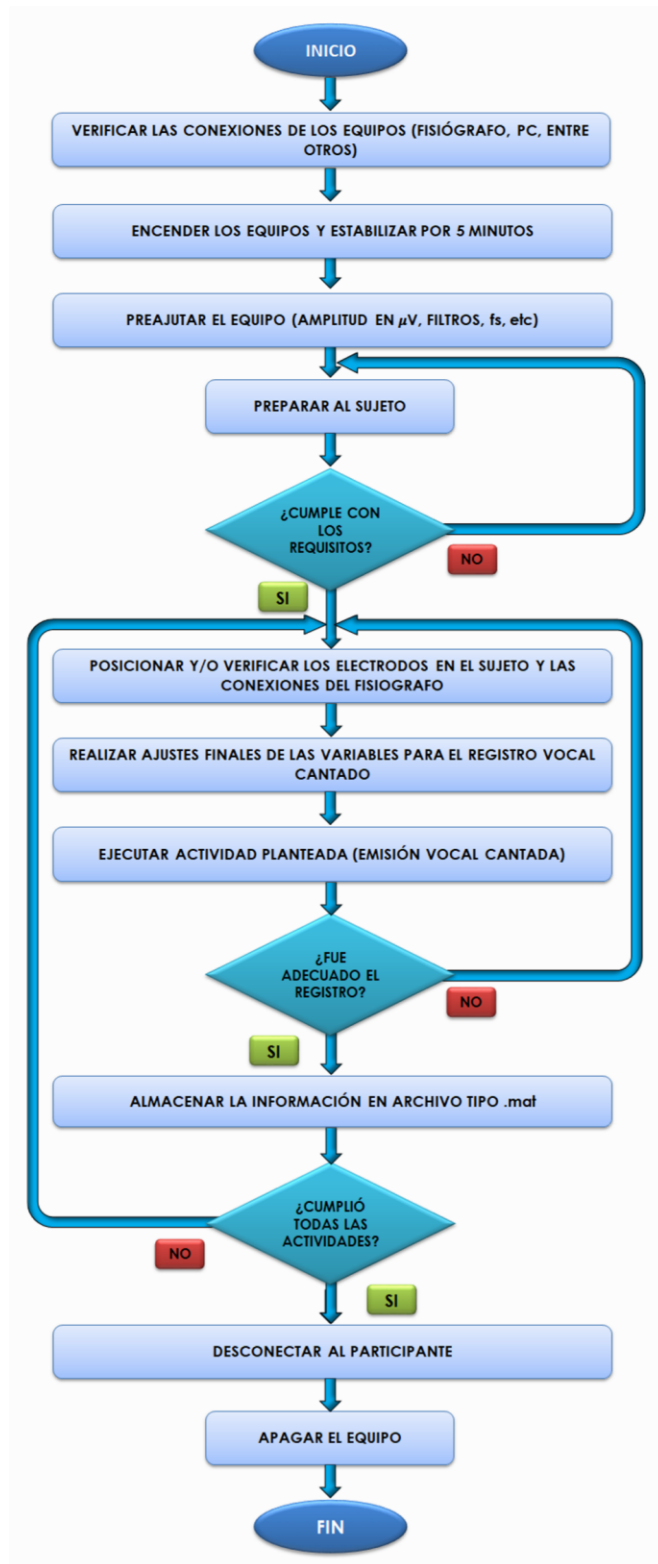 INICIO
VERIFICAR LAS CONEXIONES DE LOS EQUIPOS (FISIÓGRAFO, PC, ENTRE
OTROS)
ENCENDER LOS EQUIPOS Y ESTABILIZAR POR 5 MINUTOS
PREAJUTAR EL EQUIPO (AMPLITUD EN µV, FILTROS, fs, etc)
PREPARAR AL SUJETO
¿CUMPLE CON
LOS
REQUISITOS?
NO
SI
POSICIONAR Y/O VERIFICAR LOS ELECTRODOS EN EL SUJETO Y LAS
CONEXIONES DEL FISIOGRAFO
REALIZAR AJUSTES FINALES DE LAS VARIABLES PARA EL REGISTRO VOCAL
CANTADO
EJECUTAR ACTIVIDAD PLANTEADA (EMISIÓN VOCAL CANTADA)
¿FUE
ADECUADO EL
REGISTRO?
NO
SI
ALMACENAR LA INFORMACIÓN EN ARCHIVO TIPO .mat
¿CUMPLIÓ
TODAS LAS
ACTIVIDADES?
NO
SI
DESCONECTAR AL PARTICIPANTE
APAGAR EL EQUIPO
FIN